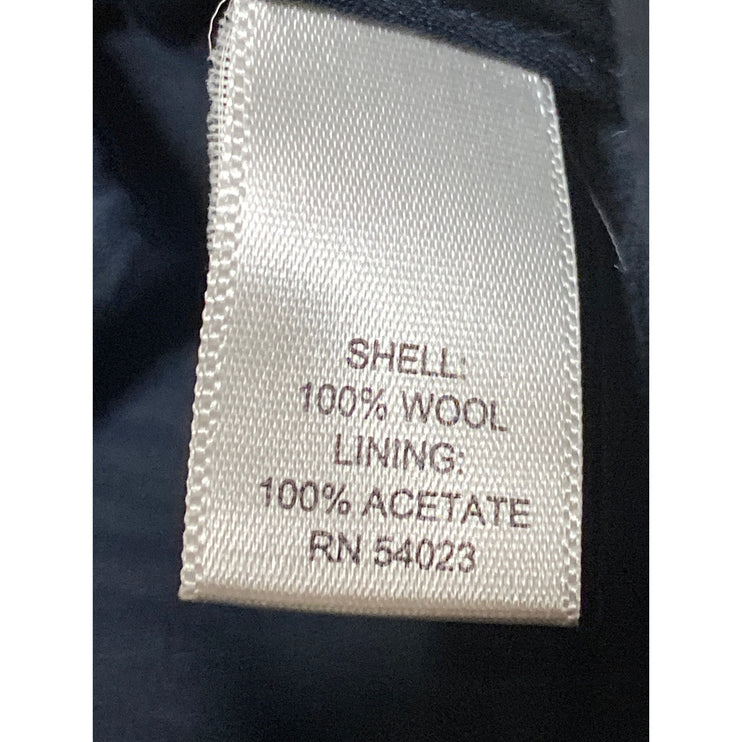 SHELL:
100% WOOL
LINING:
100% ACETATE
RN 54023